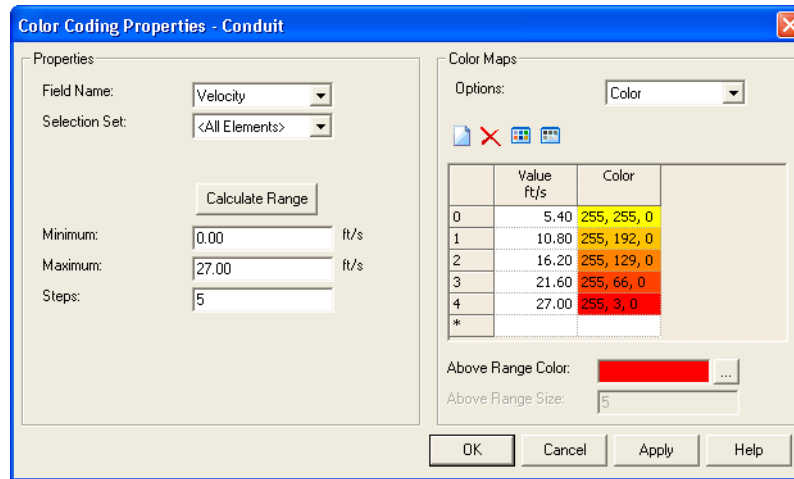 Color Coding Properties - Conduit
Properties
Field Name: Velocity
Selection Set: <All Elements>
Calculate Range
Minimum: 0.00 ft/s
Maximum: 27.00 ft/s
Steps: 5
Color Maps
Options: Color
Value ft/s Color
0 5.40 255, 255, 0
1 10.80 255, 192, 0
2 16.20 255, 129, 0
3 21.60 255, 66, 0
4 27.00 255, 3, 0
*
Above Range Color: ...
Above Range Size: 5
OK Cancel Apply Help